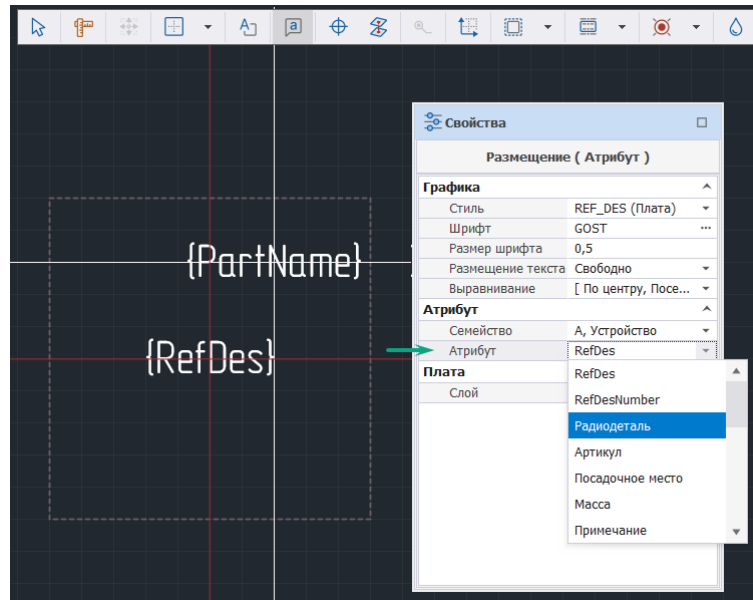 A
a
Свойства
Размещение ( Атрибут )
Графика
Стиль REF_DES (Плата)
Шрифт GOST ...
Размер шрифта 0,5
Размещение текста Свободно
Выравнивание [ По центру, Посе...
Атрибут
Семейство A, Устройство
Атрибут RefDes
Плата
Слой
RefDes
RefDesNumber
Радиодеталь
Артикул
Посадочное место
Масса
Примечание
{PartName}
{RefDes}